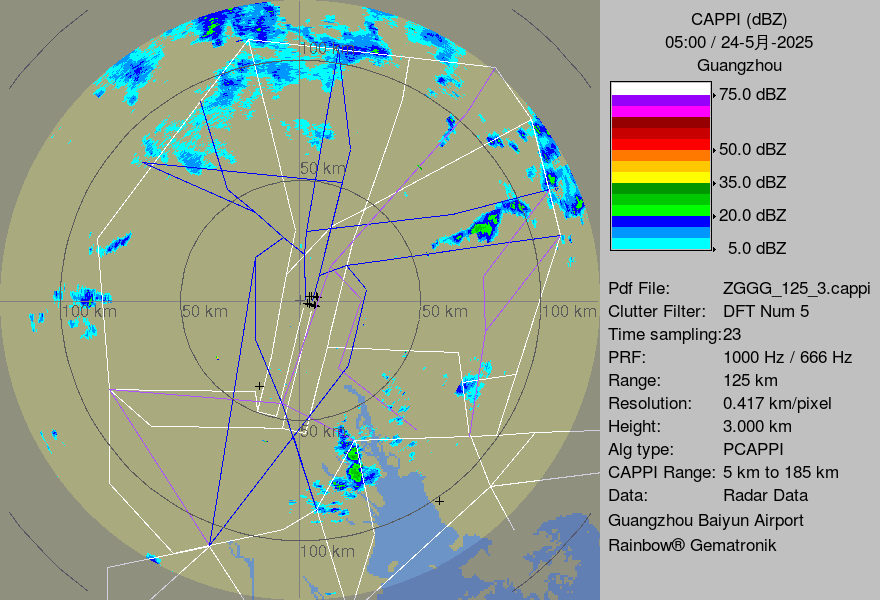 CAPPI (dBZ)
05:00 / 24-5月-2025
Guangzhou
75.0 dBZ
50.0 dBZ
35.0 dBZ
20.0 dBZ
5.0 dBZ
Pdf File: ZGGG_125_3.cappi
Clutter Filter: DFT Num 5
Time sampling:23
PRF: 1000 Hz / 666 Hz
Range: 125 km
Resolution: 0.417 km/pixel
Height: 3.000 km
Alg type: PCAPPI
CAPPI Range: 5 km to 185 km
Data: Radar Data
Guangzhou Baiyun Airport
Rainbow® Gematronik
100 km
50 km
100 km
50 km
50 km
100 km
50 km
100 km